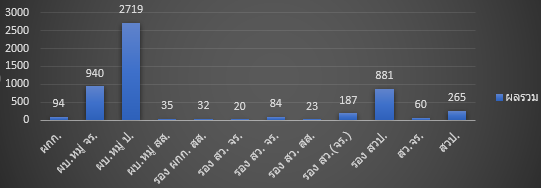 3000
2500
2000
1500
1000
500
0
94
940
2719
35
32
20
84
23
187
881
60
265
ผกก.
ผบ.หมู่ จร.
ผบ.หมู่ ป.
ผบ.หมู่ สส.
รอง ผกก. สส.
รอง สว. จร.
รอง สว. จร.
รอง สว. สส.
รอง สว.(จร.)
รอง สวป.
สว.จร.
สวป.
ผลรวม